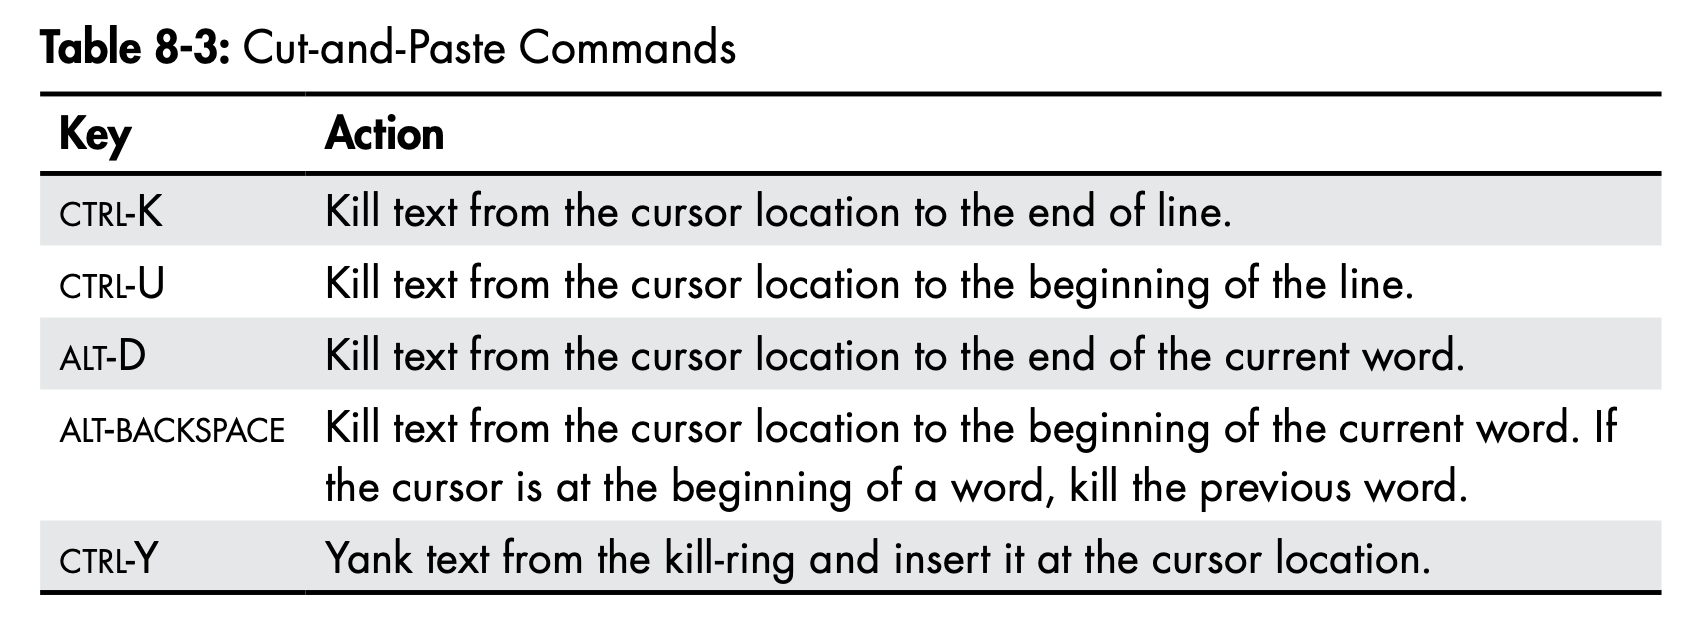 Table 8-3: Cut-and-Paste Commands
Key Action
CTRL-K Kill text from the cursor location to the end of line.
CTRL-U Kill text from the cursor location to the beginning of the line.
ALT-D Kill text from the cursor location to the end of the current word.
ALT-BACKSPACE Kill text from the cursor location to the beginning of the current word. If
the cursor is at the beginning of a word, kill the previous word.
CTRL-Y Yank text from the kill-ring and insert it at the cursor location.